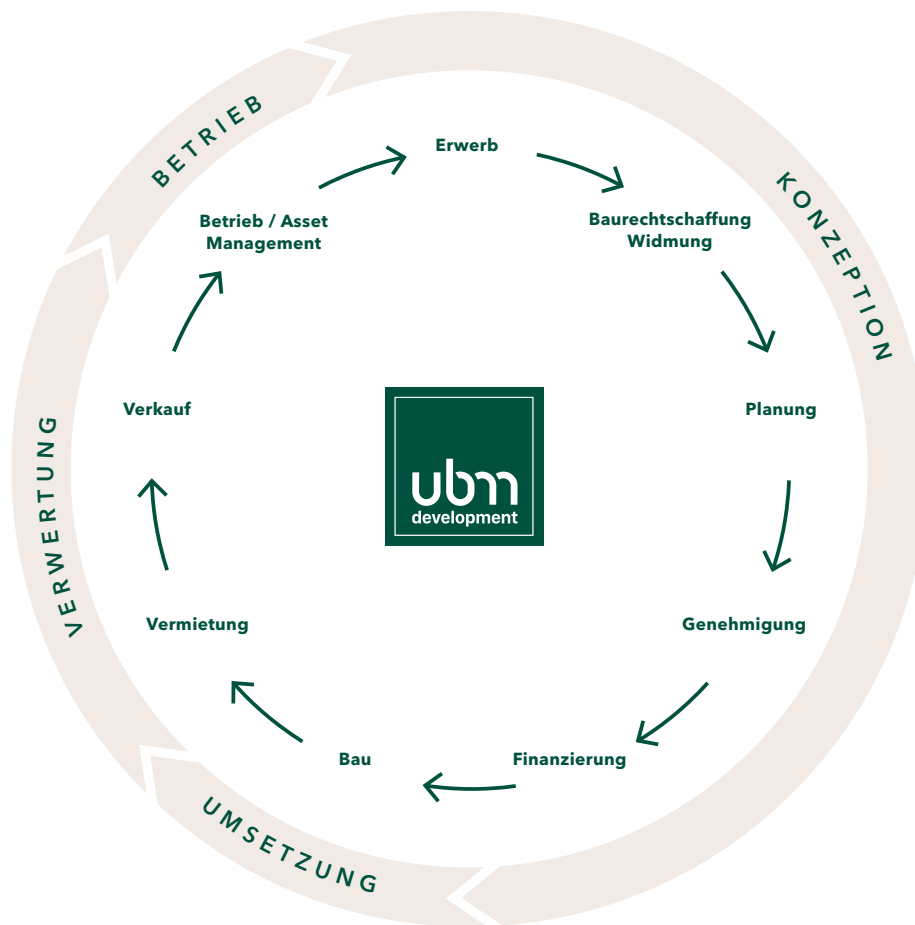 Erwerb
Baurechtschaffung
Widmung
Planung
Genehmigung
Finanzierung
Bau
Vermietung
Verkauf
Betrieb / Asset
Management
KONZEPTION
UMSETZUNG
VERWERTUNG
BETRIEB
ubm
development